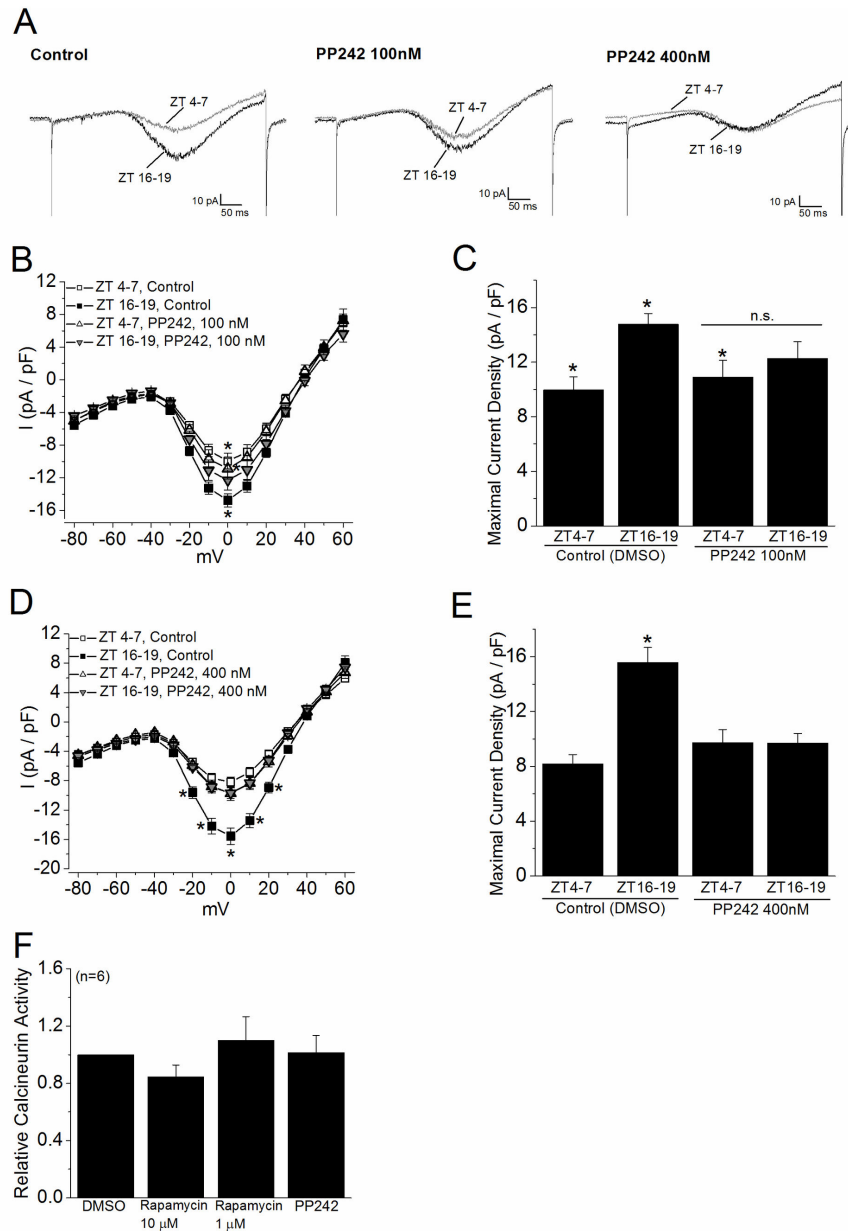 A
Control
PP242 100nM
PP242 400nM
ZT 4-7
ZT 16-19
10 pA
50 ms
ZT 4-7
ZT 16-19
10 pA
50 ms
ZT 4-7
ZT 16-19
10 pA
50 ms
B
ZT 4-7, Control
ZT 16-19, Control
ZT 4-7, PP242, 100 nM
ZT 16-19, PP242, 100 nM
I (pA / pF)
12
8
4
0
-4
-8
-12
-16
* * *
-80 -60 -40 -20 0 20 40 60
mV
C
Maximal Current Density (pA / pF)
16
12
8
4
0
* * *
n.s.
ZT4-7 ZT16-19 ZT4-7 ZT16-19
Control (DMSO) PP242 100nM
D
ZT 4-7, Control
ZT 16-19, Control
ZT 4-7, PP242, 400 nM
ZT 16-19, PP242, 400 nM
I (pA / pF)
12
8
4
0
-4
-8
-12
-16
-20
* * * * *
-80 -60 -40 -20 0 20 40 60
mV
E
Maximal Current Density (pA / pF)
16
12
8
4
0
*
ZT4-7 ZT16-19 ZT4-7 ZT16-19
Control (DMSO) PP242 400nM
F
(n=6)
Relative Calcineurin Activity
1.6
1.2
0.8
0.4
0.0
DMSO Rapamycin Rapamycin PP242
10 μM 1 μM